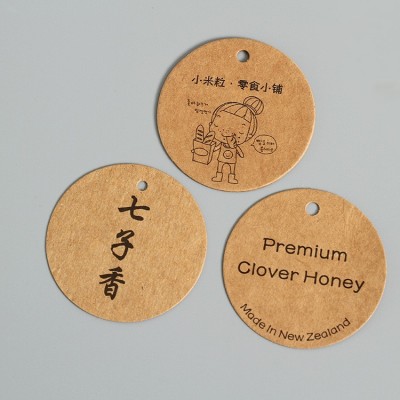 小米粒·零食小铺
七子香
Premium
Clover Honey
Made in New Zealand